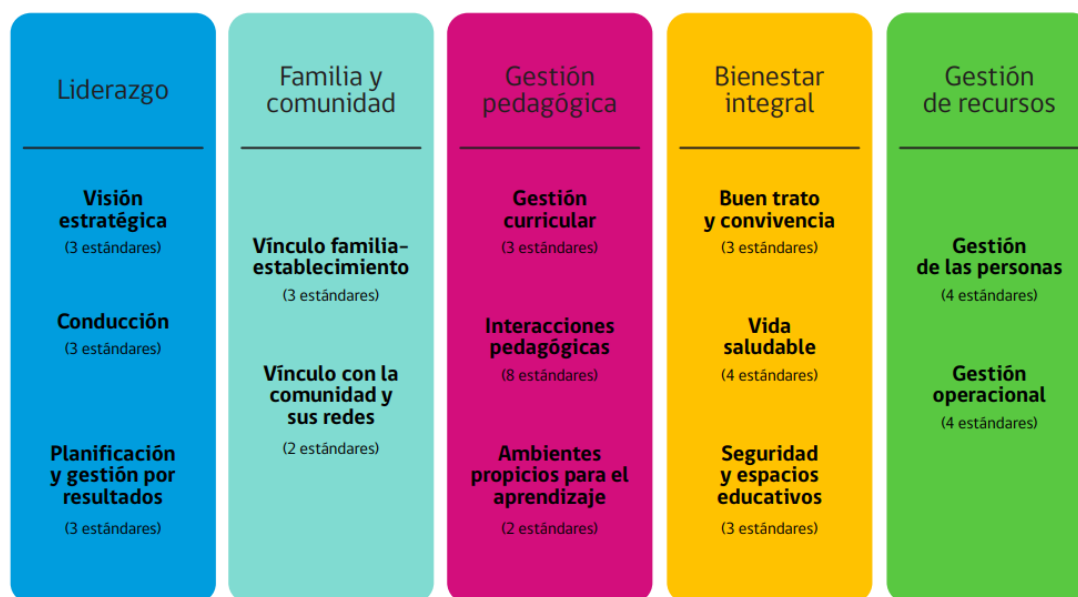 Liderazgo
Visión
estratégica
(3 estándares)
Conducción
(3 estándares)
Planificación
y gestión por
resultados
(3 estándares)
Familia y
comunidad
Vínculo familia-
establecimiento
(3 estándares)
Vínculo con la
comunidad y
sus redes
(2 estándares)
Gestión
pedagógica
Gestión
curricular
(3 estándares)
Interacciones
pedagógicas
(8 estándares)
Ambientes
propicios para el
aprendizaje
(2 estándares)
Bienestar
integral
Buen trato
y convivencia
(3 estándares)
Vida
saludable
(4 estándares)
Seguridad
y espacios
educativos
(3 estándares)
Gestión
de recursos
Gestión
de las personas
(4 estándares)
Gestión
operacional
(4 estándares)